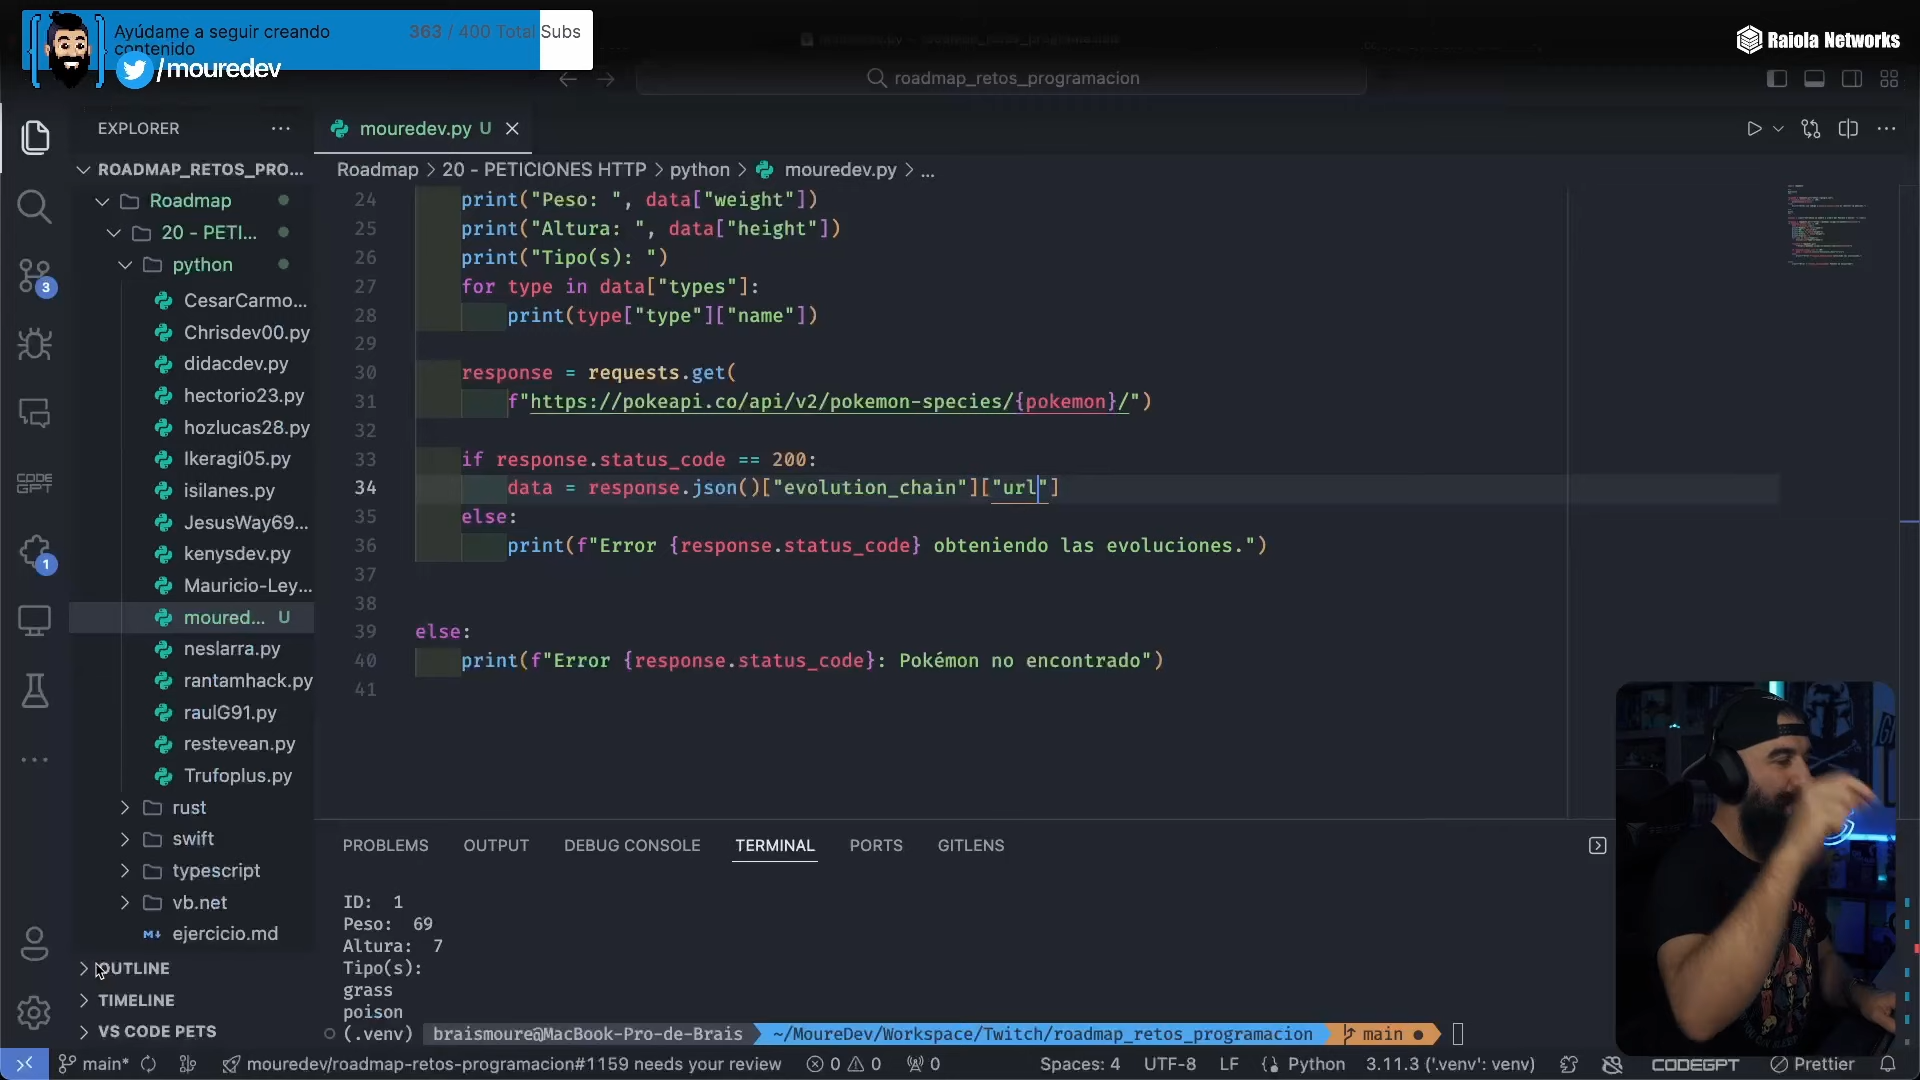 Ayúdame a seguir creando contenido
363 / 400 Total Subs
/mouredev
Raiola Networks
roadmap_retos_programacion
EXPLORER
mouredev.py U
ROADMAP_RETOS_PRO...
Roadmap > 20 - PETICIONES HTTP > python > mouredev.py > ...
Roadmap
20 - PETI...
python
CesarCarmo...
Chrisdev00.py
didacdev.py
hectorio23.py
hozlucas28.py
Ikeragi05.py
isilanes.py
JesusWay69...
kenysdev.py
Mauricio-Ley...
moured... U
neslarra.py
rantamhack.py
raulG91.py
restevean.py
Trufoplus.py
rust
swift
typescript
vb.net
ejercicio.md
OUTLINE
TIMELINE
VS CODE PETS
3
1
CODE
GPT
24 print("Peso: ", data["weight"])
25 print("Altura: ", data["height"])
26 print("Tipo(s): ")
27 for type in data["types"]:
28 print(type["type"]["name"])
29
30 response = requests.get(
31 f"https://pokeapi.co/api/v2/pokemon-species/{pokemon}/")
32
33 if response.status_code == 200:
34 data = response.json()["evolution_chain"]["url"]
35 else:
36 print(f"Error {response.status_code} obteniendo las evoluciones.")
37
38
39 else:
40 print(f"Error {response.status_code}: Pokémon no encontrado")
41
PROBLEMS OUTPUT DEBUG CONSOLE TERMINAL PORTS GITLENS
ID: 1
Peso: 69
Altura: 7
Tipo(s):
grass
poison
(.venv) braismoure@MacBook-Pro-de-Brais ~/MoureDev/Workspace/Twitch/roadmap_retos_programacion main ●
main* mouredev/roadmap-retos-programacion#1159 needs your review 0 0 0 Spaces: 4 UTF-8 LF Python 3.11.3 ('.venv': venv) CODEGPT Prettier